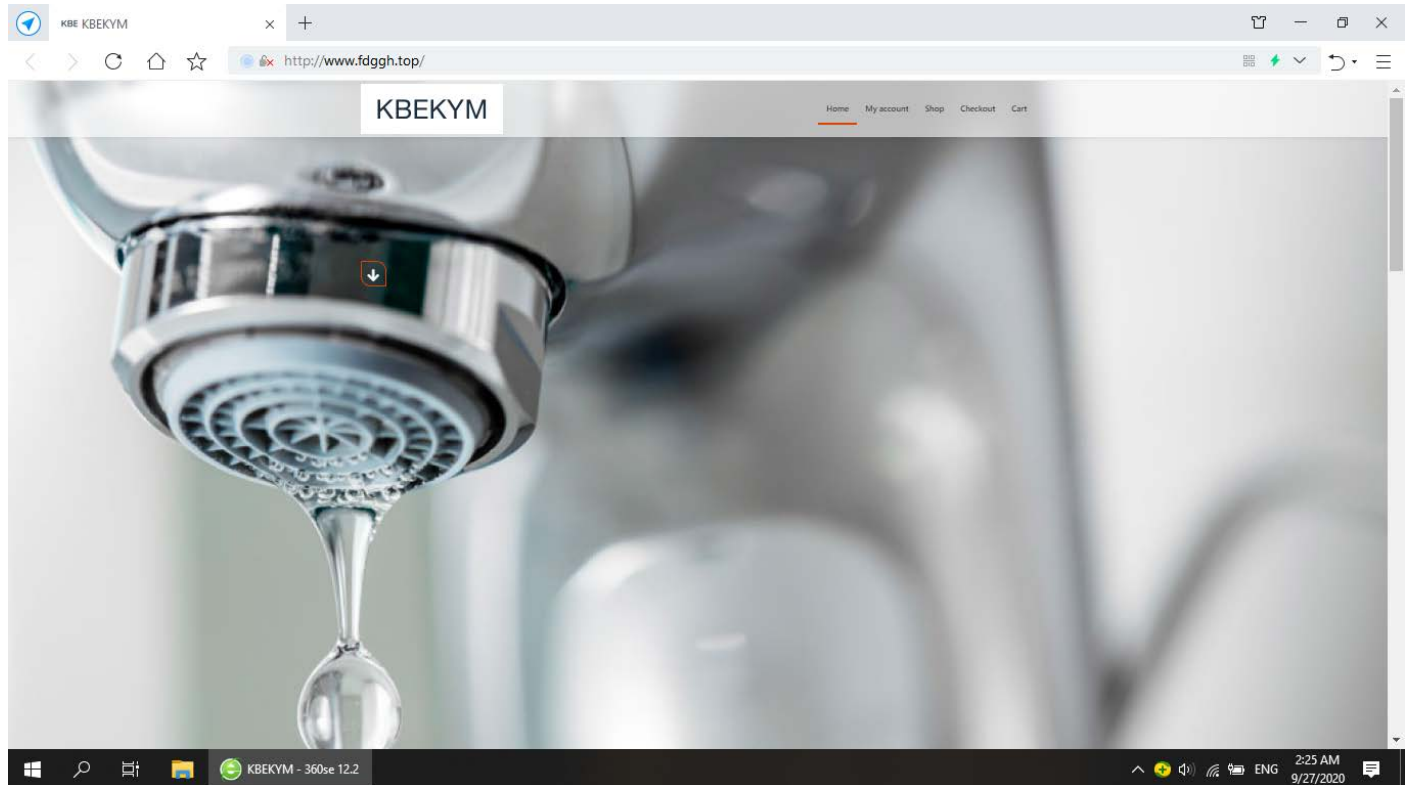 KBE KBEKYM
http://www.fdggh.top/
KBEKYM
Home My account Shop Checkout Cart
KBEKYM - 360se 12.2
ENG
2:25 AM
9/27/2020